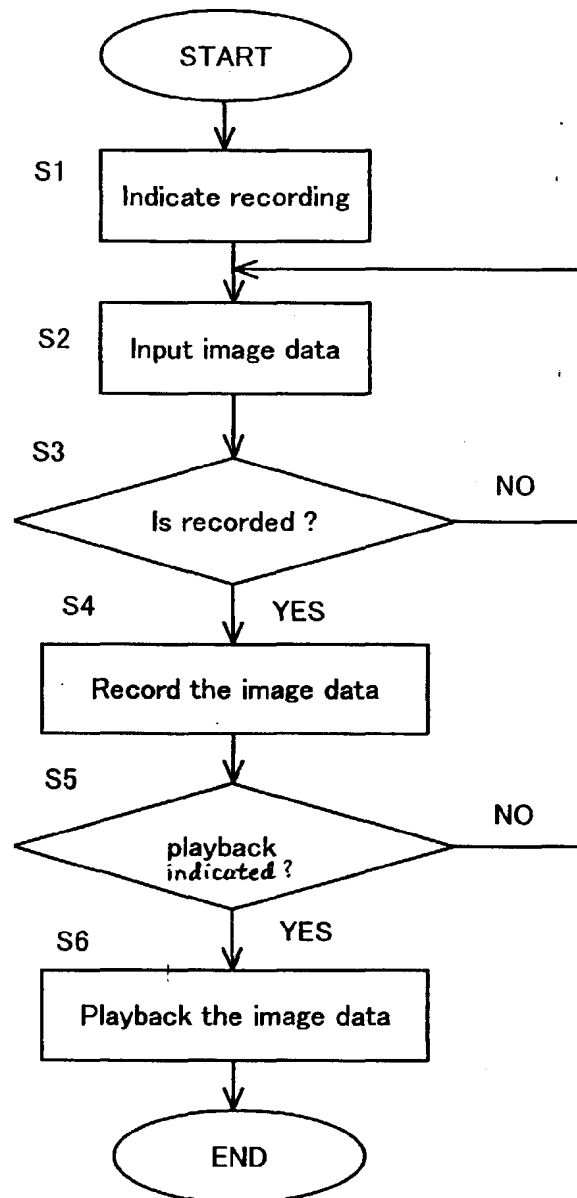 START
S1
Indicate recording
S2
Input image data
S3
Is recorded ?
NO
S4
YES
Record the image data
S5
NO
playback
indicated ?
YES
S6
Playback the image data
END